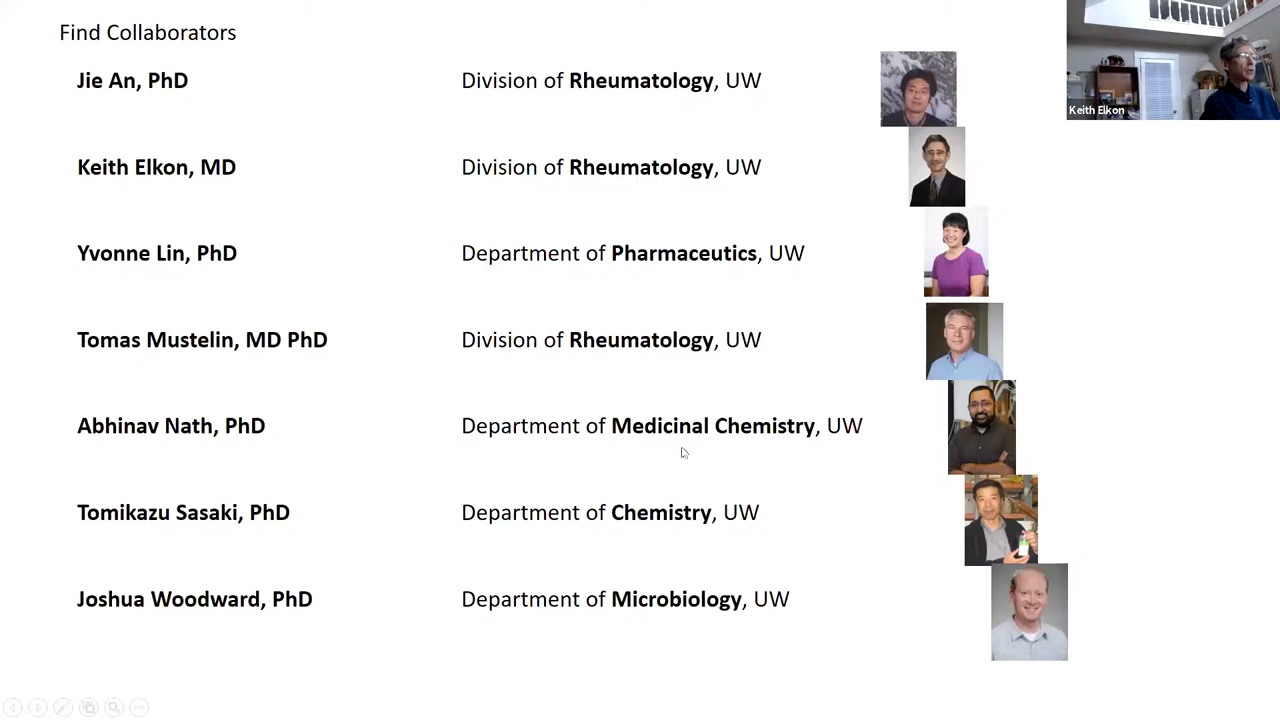 Find Collaborators
Jie An, PhD Division of Rheumatology, UW
Keith Elkon
Keith Elkon, MD Division of Rheumatology, UW
Yvonne Lin, PhD Department of Pharmaceutics, UW
Tomas Mustelin, MD PhD Division of Rheumatology, UW
Abhinav Nath, PhD Department of Medicinal Chemistry, UW
Tomikazu Sasaki, PhD Department of Chemistry, UW
Joshua Woodward, PhD Department of Microbiology, UW